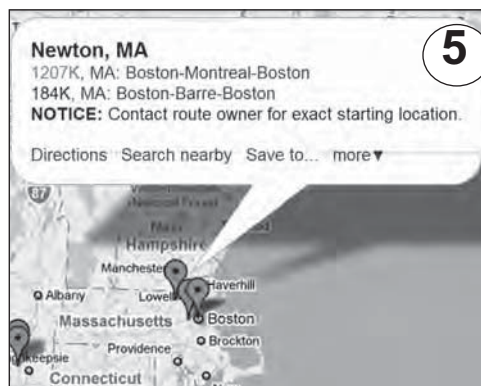 Newton, MA
5
1207K, MA: Boston-Montreal-Boston
184K, MA: Boston-Barre-Boston
NOTICE: Contact route owner for exact starting location.
Directions Search nearby Save to... more▼
87
Hampshire
Manchester
Haverhill
Lowell
Albany
Massachusetts
Boston
Brockton
Providence
Connecticut